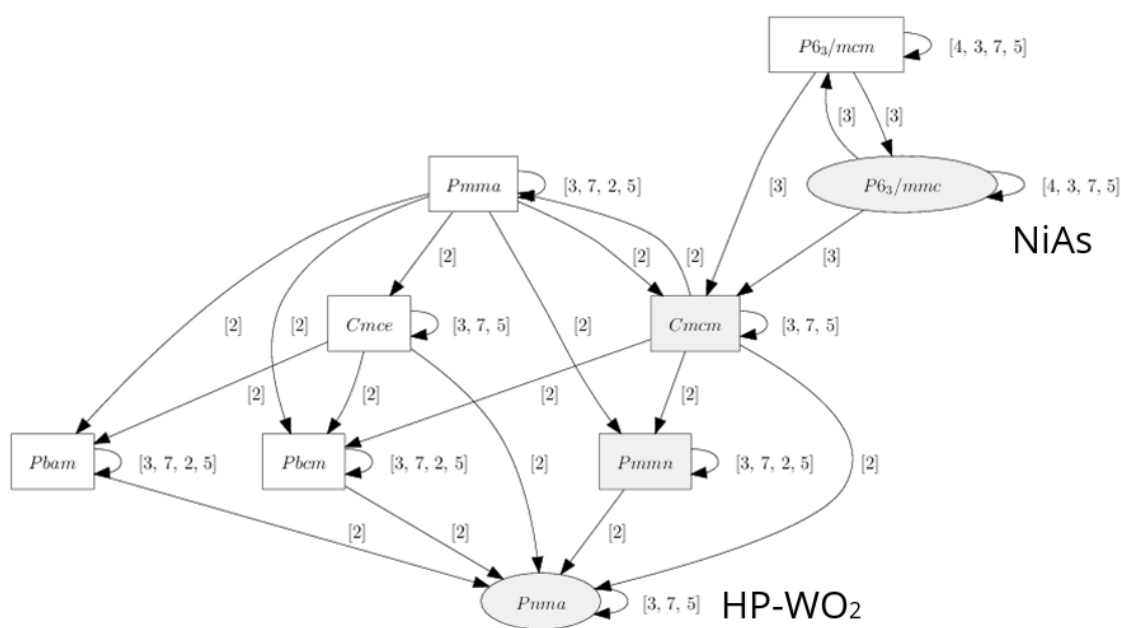 P6₃/mcm
[4, 3, 7, 5]
[3]
[3]
Pmma
[3, 7, 2, 5]
[3]
P6₃/mmc
[4, 3, 7, 5]
NiAs
[2]
[2]
[2]
[3]
[2]
[2]
Cmce
[3, 7, 5]
[2]
Cmcm
[3, 7, 5]
[2]
[2]
[2]
[2]
Pbam
[3, 7, 2, 5]
Pbcm
[3, 7, 2, 5]
[2]
Pmmn
[3, 7, 2, 5]
[2]
[2]
[2]
[2]
Pnma
[3, 7, 5]
HP-WO₂